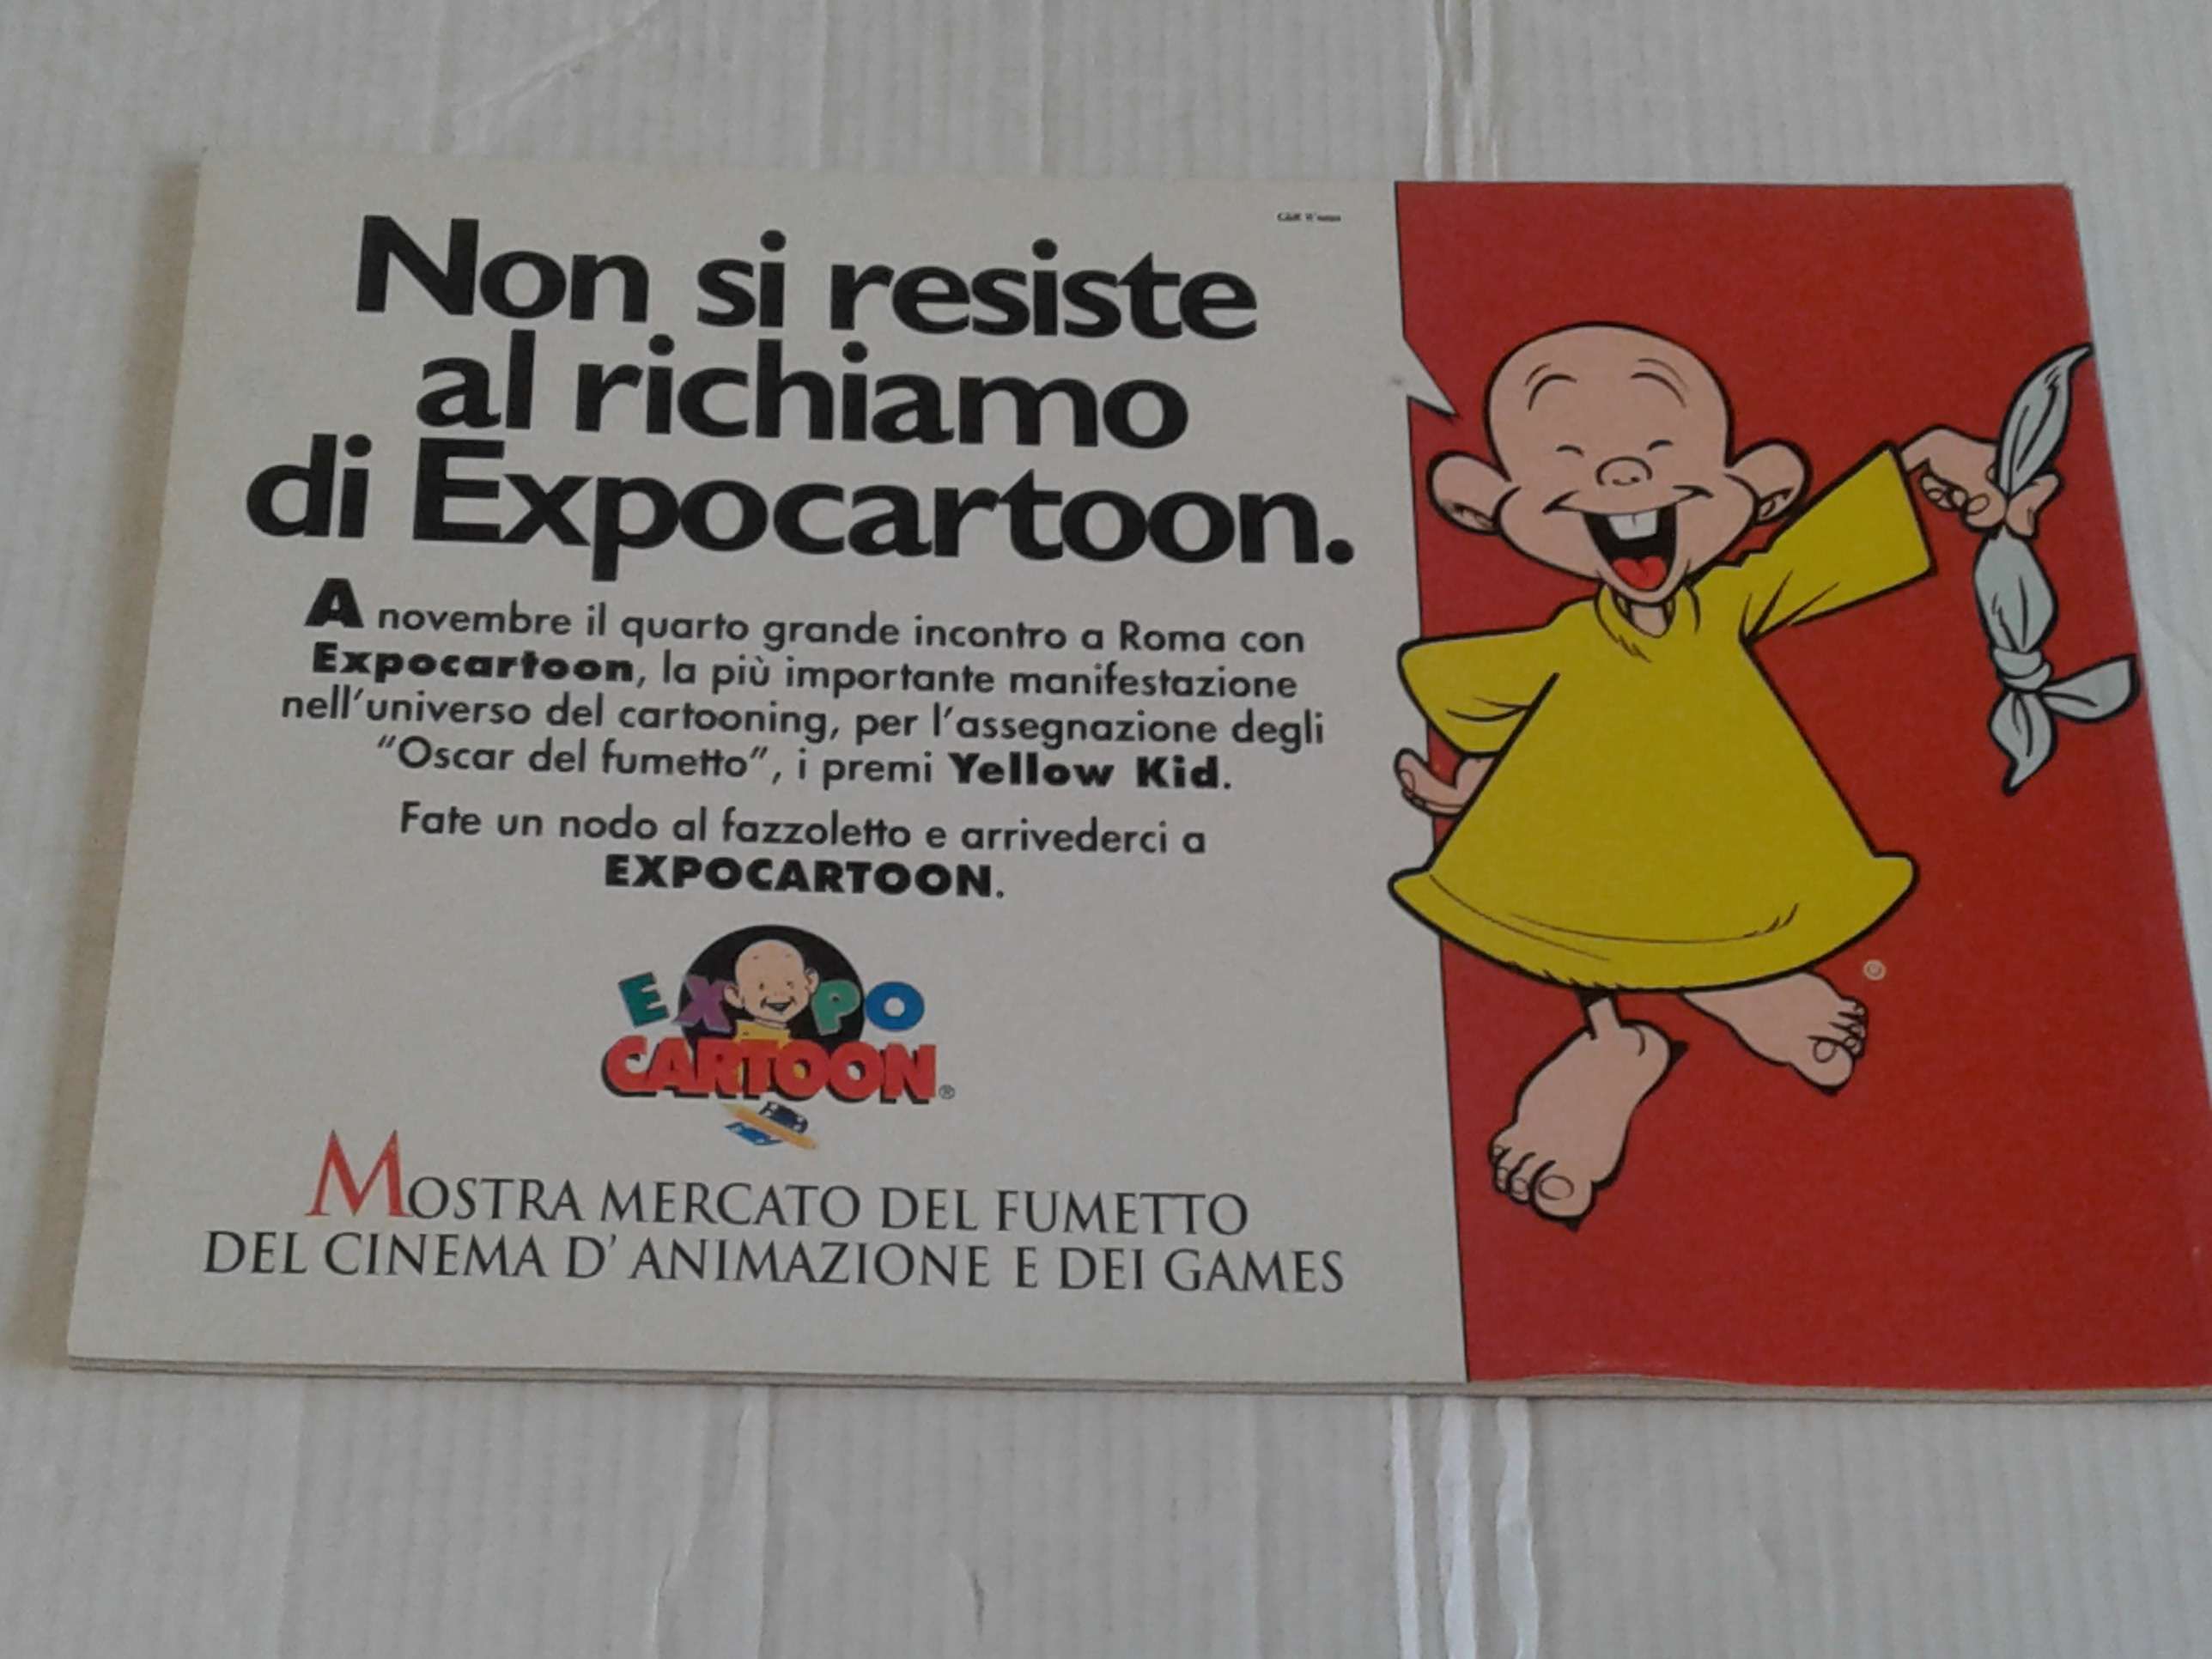 Non si resiste
al richiamo
di Expocartoon.
A novembre il quarto grande incontro a Roma con
Expocartoon, la più importante manifestazione
nell'universo del cartooning, per l'assegnazione degli
"Oscar del fumetto", i premi Yellow Kid.
Fate un nodo al fazzoletto e arrivederci a
EXPOCARTOON.
EXPO
CARTOON®
MOSTRA MERCATO DEL FUMETTO
DEL CINEMA D' ANIMAZIONE E DEI GAMES
©